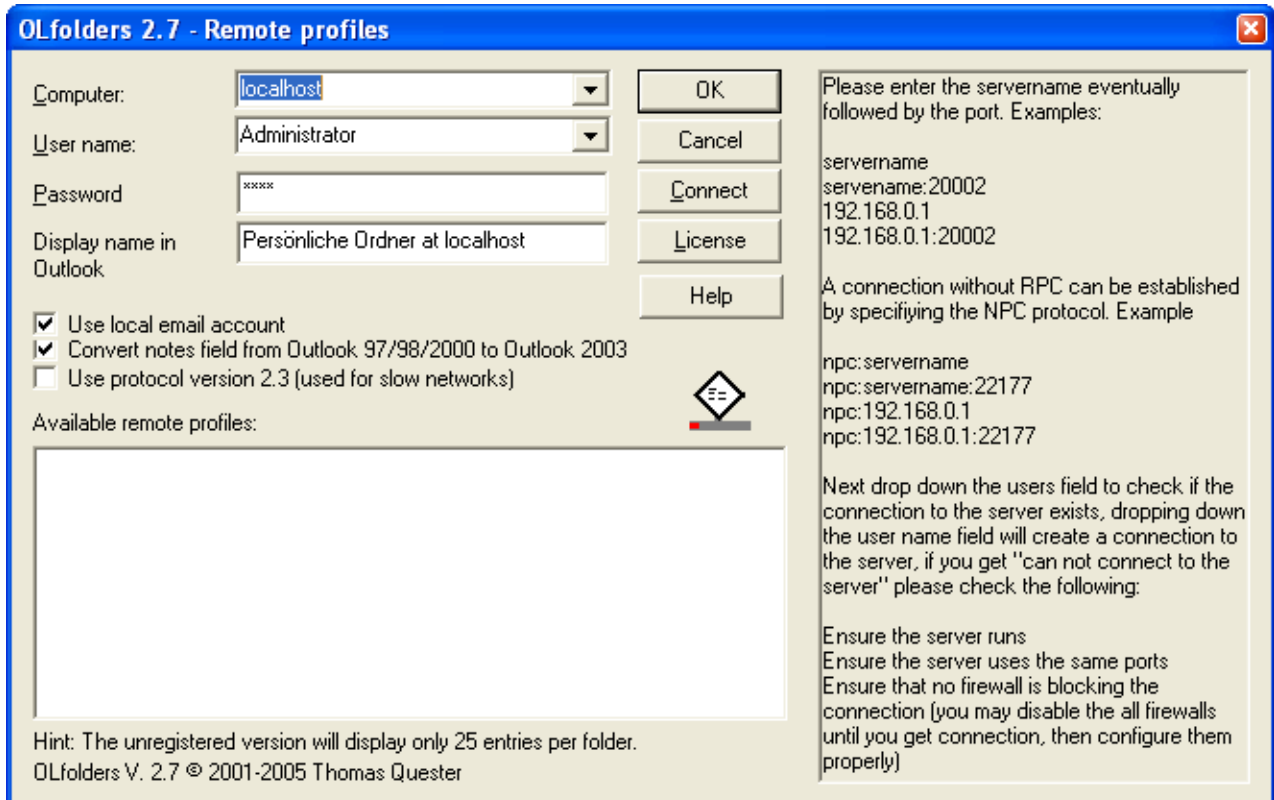 OLfolders 2.7 - Remote profiles
Computer:
localhost
User name:
Administrator
Password
xxxx
Display name in
Outlook
Persönliche Ordner at localhost
OK
Cancel
Connect
License
Help
Use local email account
Convert notes field from Outlook 97/98/2000 to Outlook 2003
Use protocol version 2.3 (used for slow networks)
Available remote profiles:
Hint: The unregistered version will display only 25 entries per folder.
OLfolders V. 2.7 © 2001-2005 Thomas Quester
Please enter the servername eventually
followed by the port. Examples:
servername
servename:20002
192.168.0.1
192.168.0.1:20002
A connection without RPC can be established
by specifiying the NPC protocol. Example
npc:servername
npc:servername:22177
npc:192.168.0.1
npc:192.168.0.1:22177
Next drop down the users field to check if the
connection to the server exists, dropping down
the user name field will create a connection to
the server, if you get "can not connect to the
server" please check the following:
Ensure the server runs
Ensure the server uses the same ports
Ensure that no firewall is blocking the
connection (you may disable the all firewalls
until you get connection, then configure them
properly)